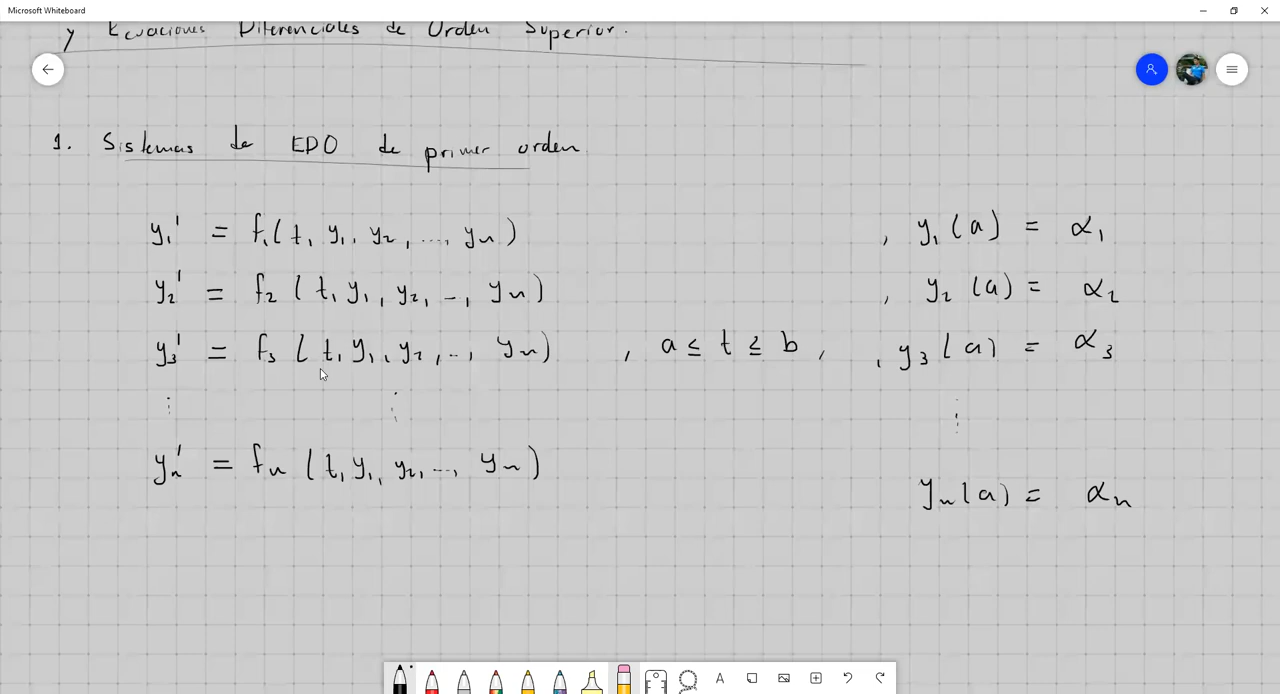 Microsoft Whiteboard
y Ecuaciones Diferenciales de Orden Superior.
1. Sistemas de EDO de primer orden
y₁' = f₁(t, y₁, y₂, ..., yₙ) , y₁(a) = α₁
y₂' = f₂(t, y₁, y₂, .., yₙ) , y₂(a) = α₂
y₃' = f₃(t, y₁, y₂, .., yₙ) , a ≤ t ≤ b, , y₃(a) = α₃
⋮ ⋮ ⋮
yₙ' = fₙ(t, y₁, y₂, ..., yₙ)
yₙ(a) = αₙ
A